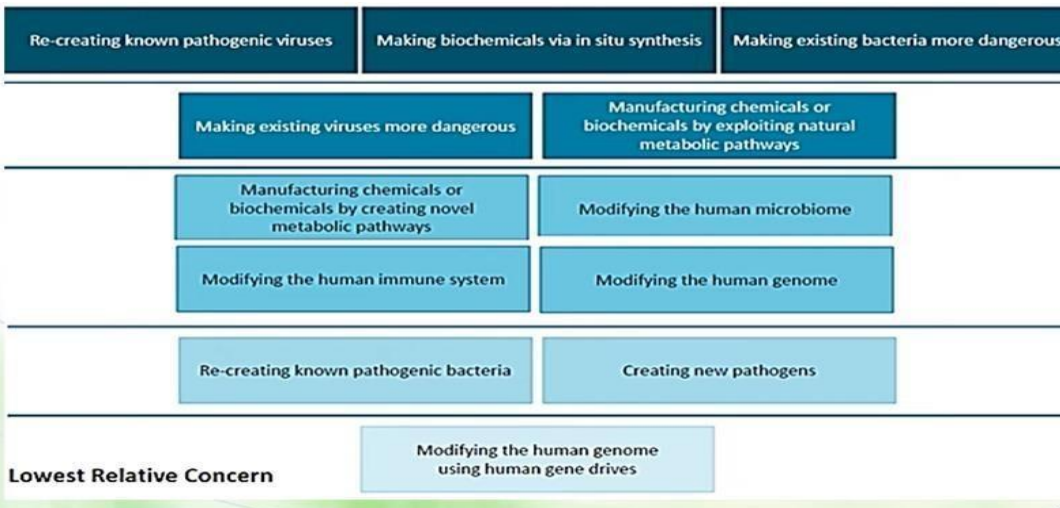 Re-creating known pathogenic viruses
Making biochemicals via in situ synthesis
Making existing bacteria more dangerous
Making existing viruses more dangerous
Manufacturing chemicals or
biochemicals by exploiting natural
metabolic pathways
Manufacturing chemicals or
biochemicals by creating novel
metabolic pathways
Modifying the human microbiome
Modifying the human immune system
Modifying the human genome
Re-creating known pathogenic bacteria
Creating new pathogens
Modifying the human genome
using human gene drives
Lowest Relative Concern